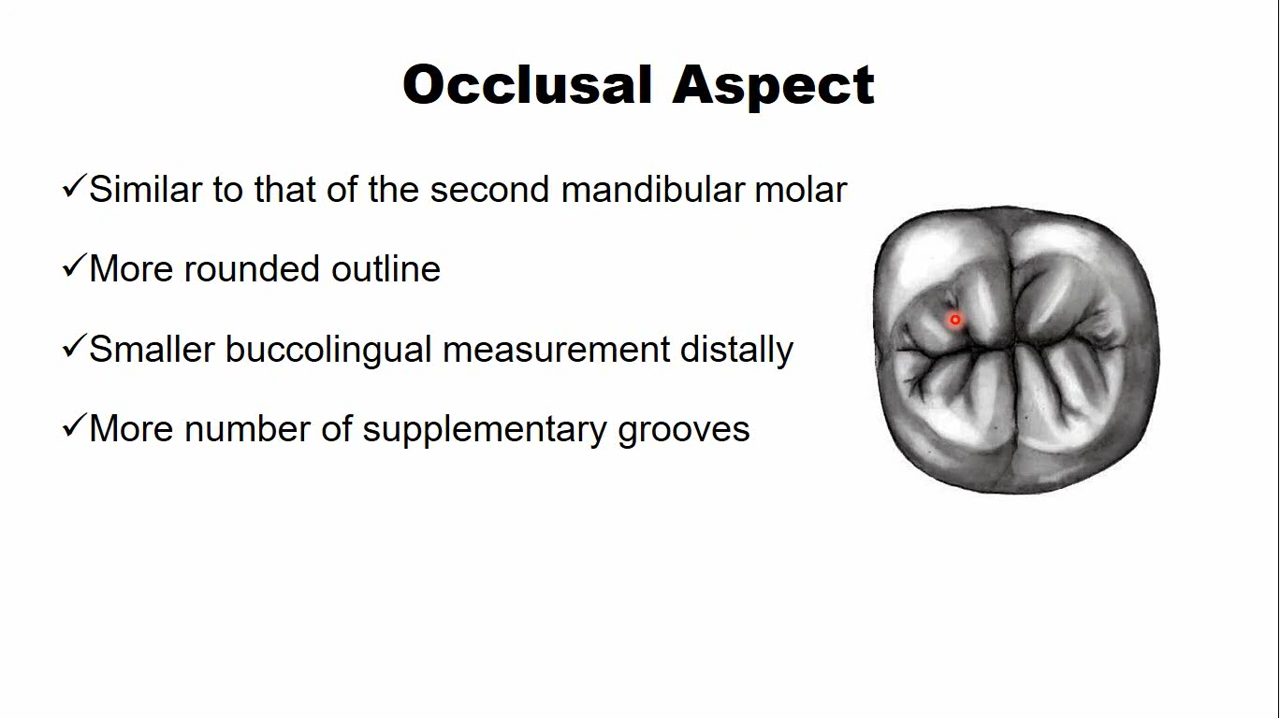 Occlusal Aspect
✓Similar to that of the second mandibular molar
✓More rounded outline
✓Smaller buccolingual measurement distally
✓More number of supplementary grooves